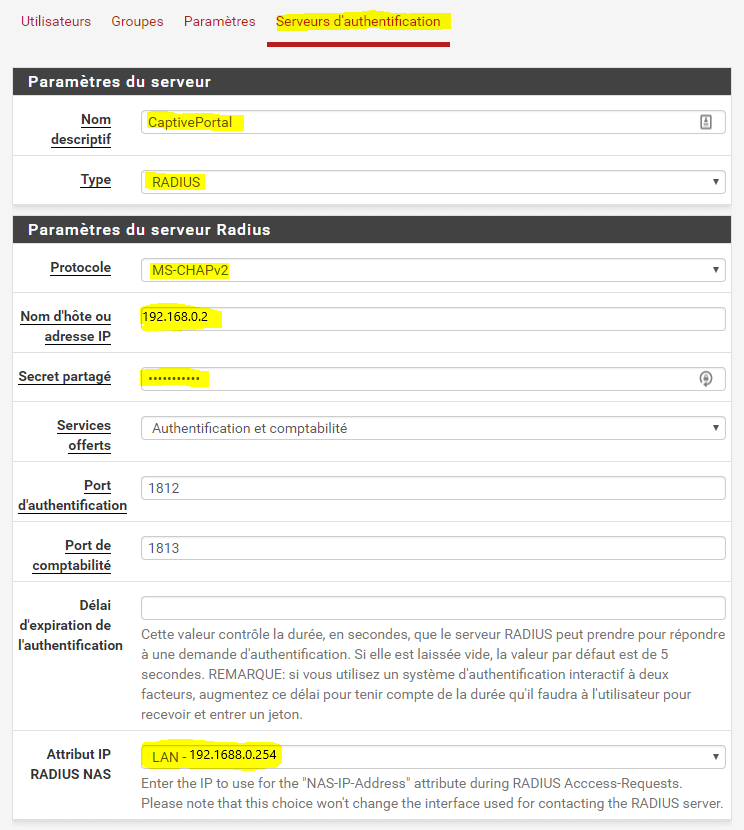 Utilisateurs Groupes Paramètres Serveurs d'authentification
Paramètres du serveur
Nom
descriptif
CaptivePortal
Type
RADIUS
Paramètres du serveur Radius
Protocole
MS-CHAPv2
Nom d'hôte ou
adresse IP
192.168.0.2
Secret partagé
•••••••••••
Services
offerts
Authentification et comptabilité
Port
d'authentification
1812
Port de
comptabilité
1813
Délai
d'expiration de
l'authentification
Cette valeur contrôle la durée, en secondes, que le serveur RADIUS peut prendre pour répondre
à une demande d'authentification. Si elle est laissée vide, la valeur par défaut est de 5
secondes. REMARQUE: si vous utilisez un système d'authentification interactif à deux
facteurs, augmentez ce délai pour tenir compte de la durée qu'il faudra à l'utilisateur pour
recevoir et entrer un jeton.
Attribut IP
RADIUS NAS
LAN - 192.1688.0.254
Enter the IP to use for the "NAS-IP-Address" attribute during RADIUS Acccess-Requests.
Please note that this choice won't change the interface used for contacting the RADIUS server.